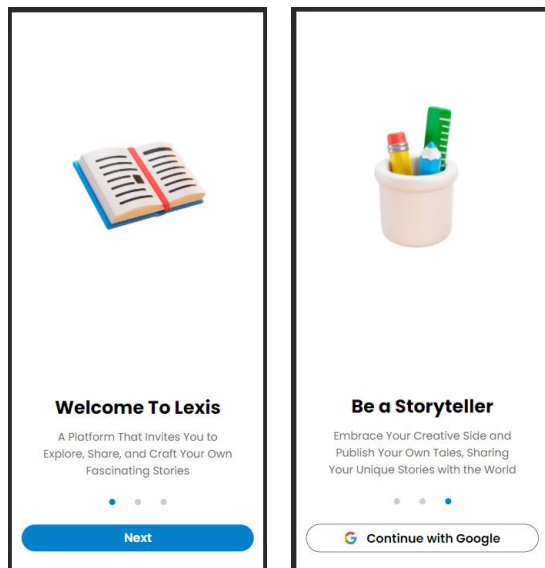 Welcome To Lexis
A Platform That Invites You to
Explore, Share, and Craft Your Own
Fascinating Stories
Next
Be a Storyteller
Embrace Your Creative Side and
Publish Your Own Tales, Sharing
Your Unique Stories with the World
Continue with Google